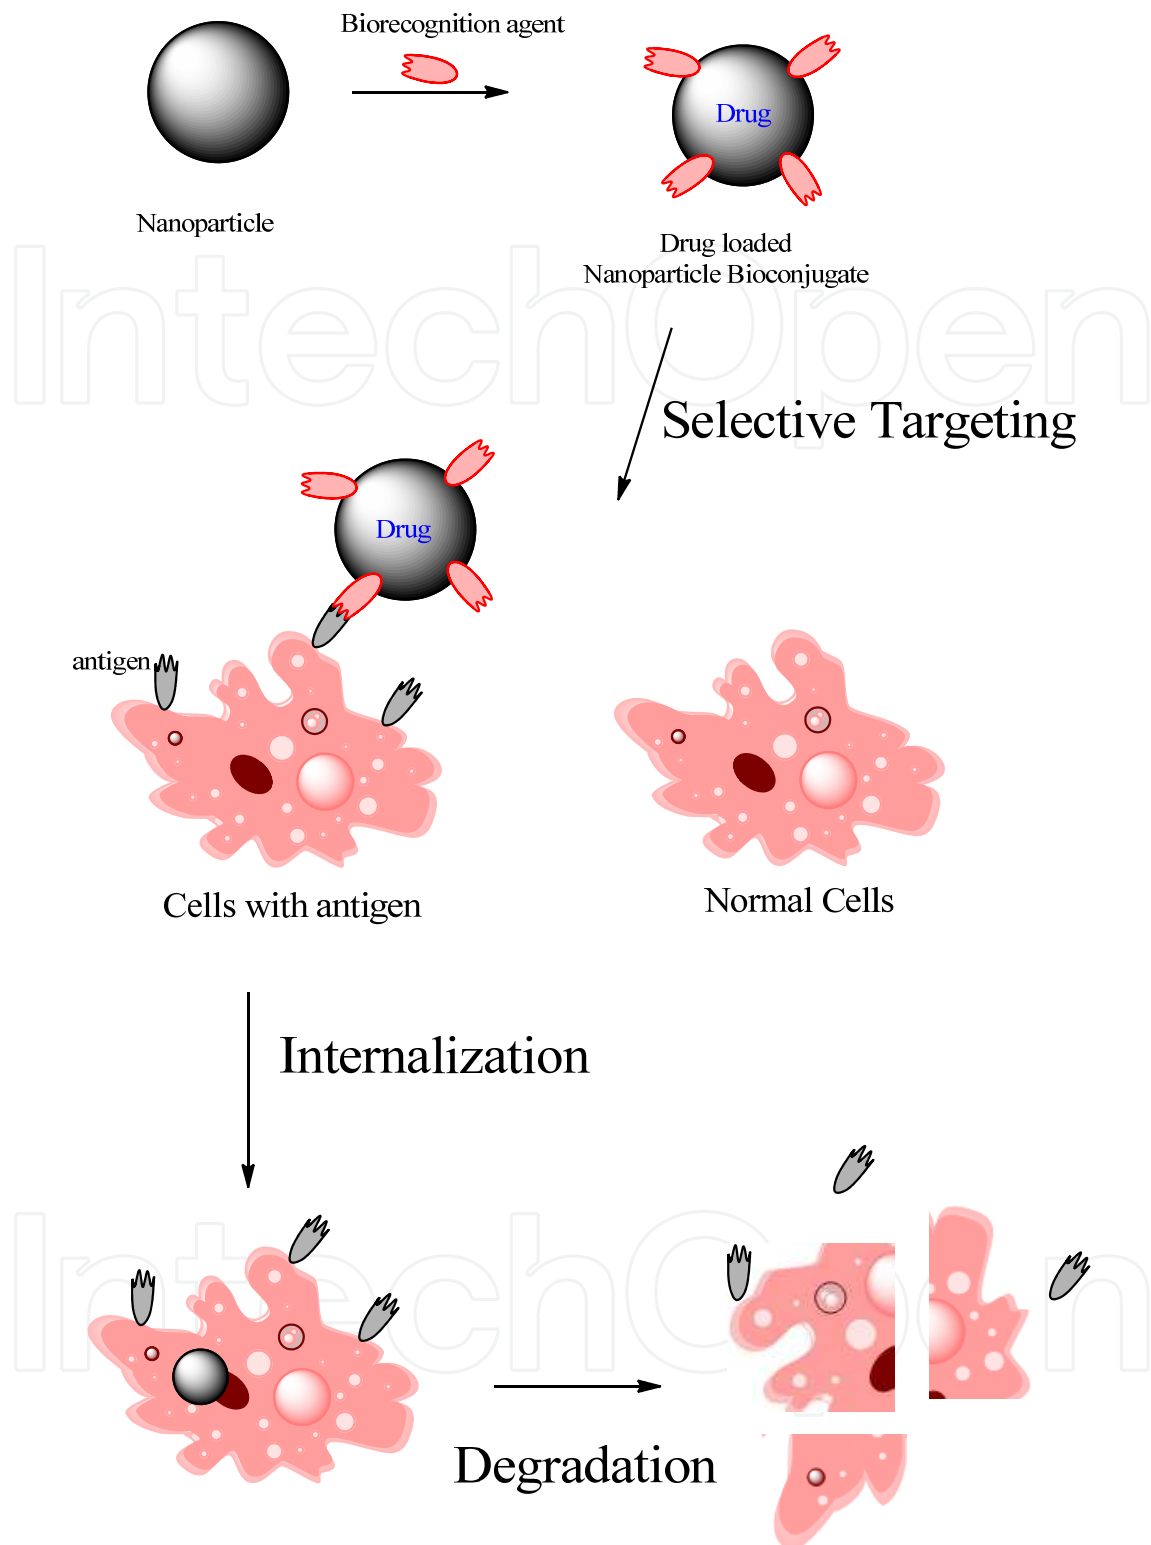 Biorecognition agent
Drug
Nanoparticle
Drug loaded
Nanoparticle Bioconjugate
IntechOpen
Selective Targeting
Drug
antigen
Cells with antigen
Normal Cells
Internalization
IntechOpen
Degradation